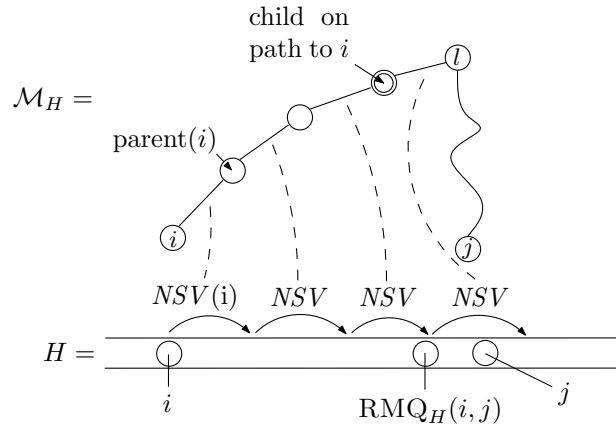 child on
path to i
l
M_H =
parent(i)
i
j
NSV(i) NSV NSV NSV
H =
i
RMQ_H(i, j)
j